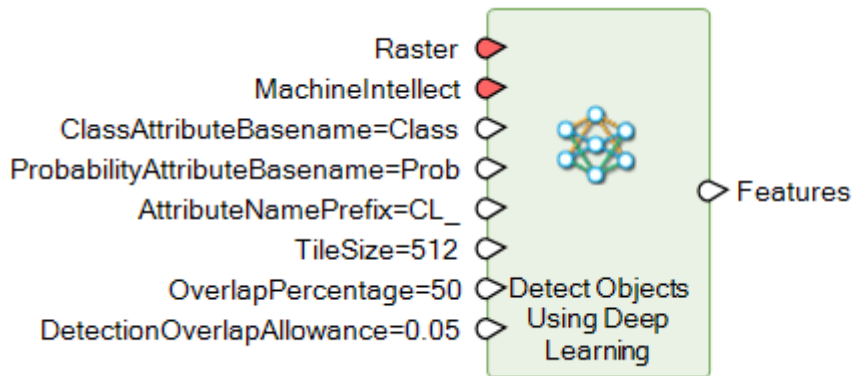 Raster
MachineIntellect
ClassAttributeBasename=Class
ProbabilityAttributeBasename=Prob
AttributeNamePrefix=CL_
TileSize=512
OverlapPercentage=50
DetectionOverlapAllowance=0.05
Detect Objects
Using Deep
Learning
Features